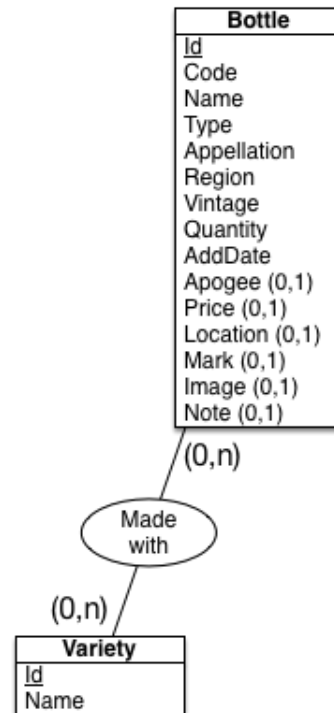 Bottle
Id
Code
Name
Type
Appellation
Region
Vintage
Quantity
AddDate
Apogee (0,1)
Price (0,1)
Location (0,1)
Mark (0,1)
Image (0,1)
Note (0,1)
(0,n)
Made
with
(0,n)
Variety
Id
Name